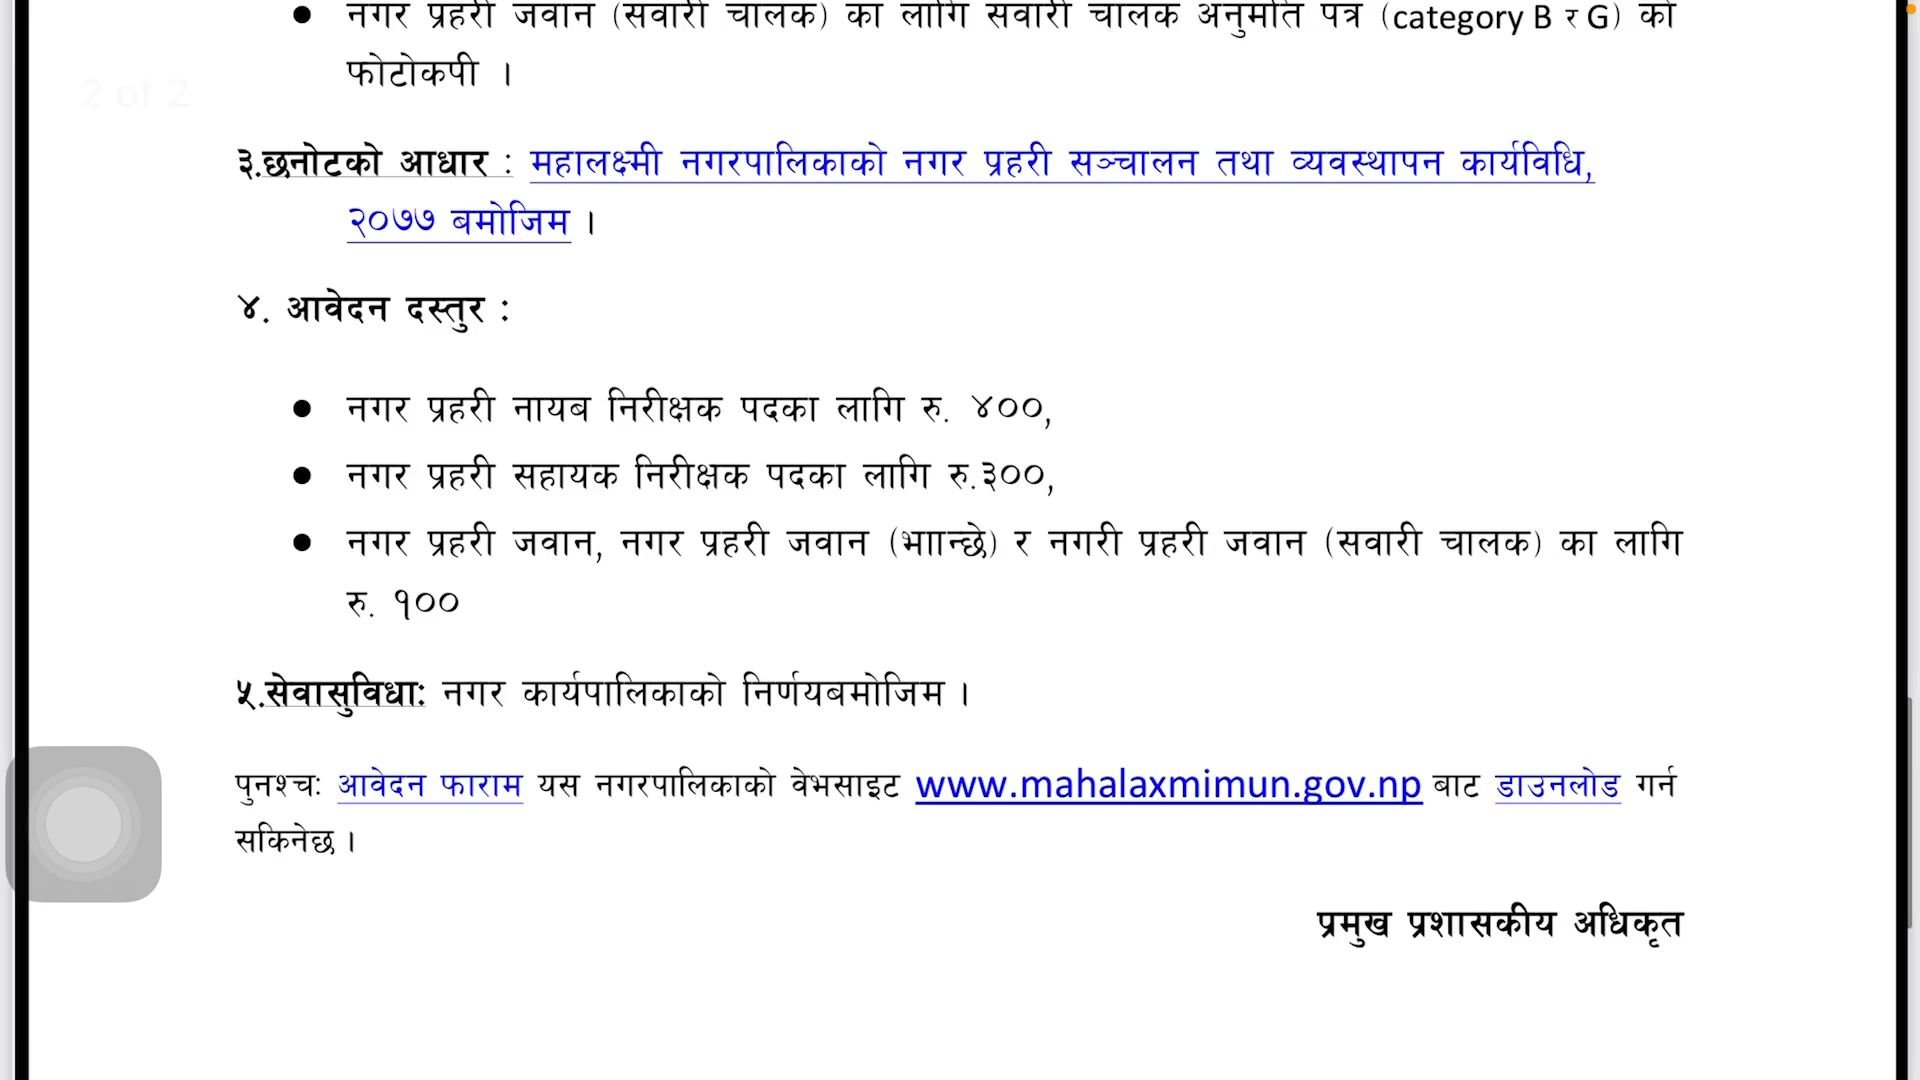 ● नगर प्रहरी जवान (सवारी चालक) का लागि सवारी चालक अनुमति पत्र (category B र G) को
फोटोकपी ।
2 of 2
३.छनोटको आधार : महालक्ष्मी नगरपालिकाको नगर प्रहरी सञ्चालन तथा व्यवस्थापन कार्यविधि,
२०७७ बमोजिम ।
४. आवेदन दस्तुर :
● नगर प्रहरी नायब निरीक्षक पदका लागि रु. ४००,
● नगर प्रहरी सहायक निरीक्षक पदका लागि रु.३००,
● नगर प्रहरी जवान, नगर प्रहरी जवान (भाान्छे) र नगरी प्रहरी जवान (सवारी चालक) का लागि
रु. १००
५.सेवासुविधा: नगर कार्यपालिकाको निर्णयबमोजिम ।
पुनश्च: आवेदन फाराम यस नगरपालिकाको वेभसाइट www.mahalaxmimun.gov.np बाट डाउनलोड गर्न
सकिनेछ ।
प्रमुख प्रशासकीय अधिकृत